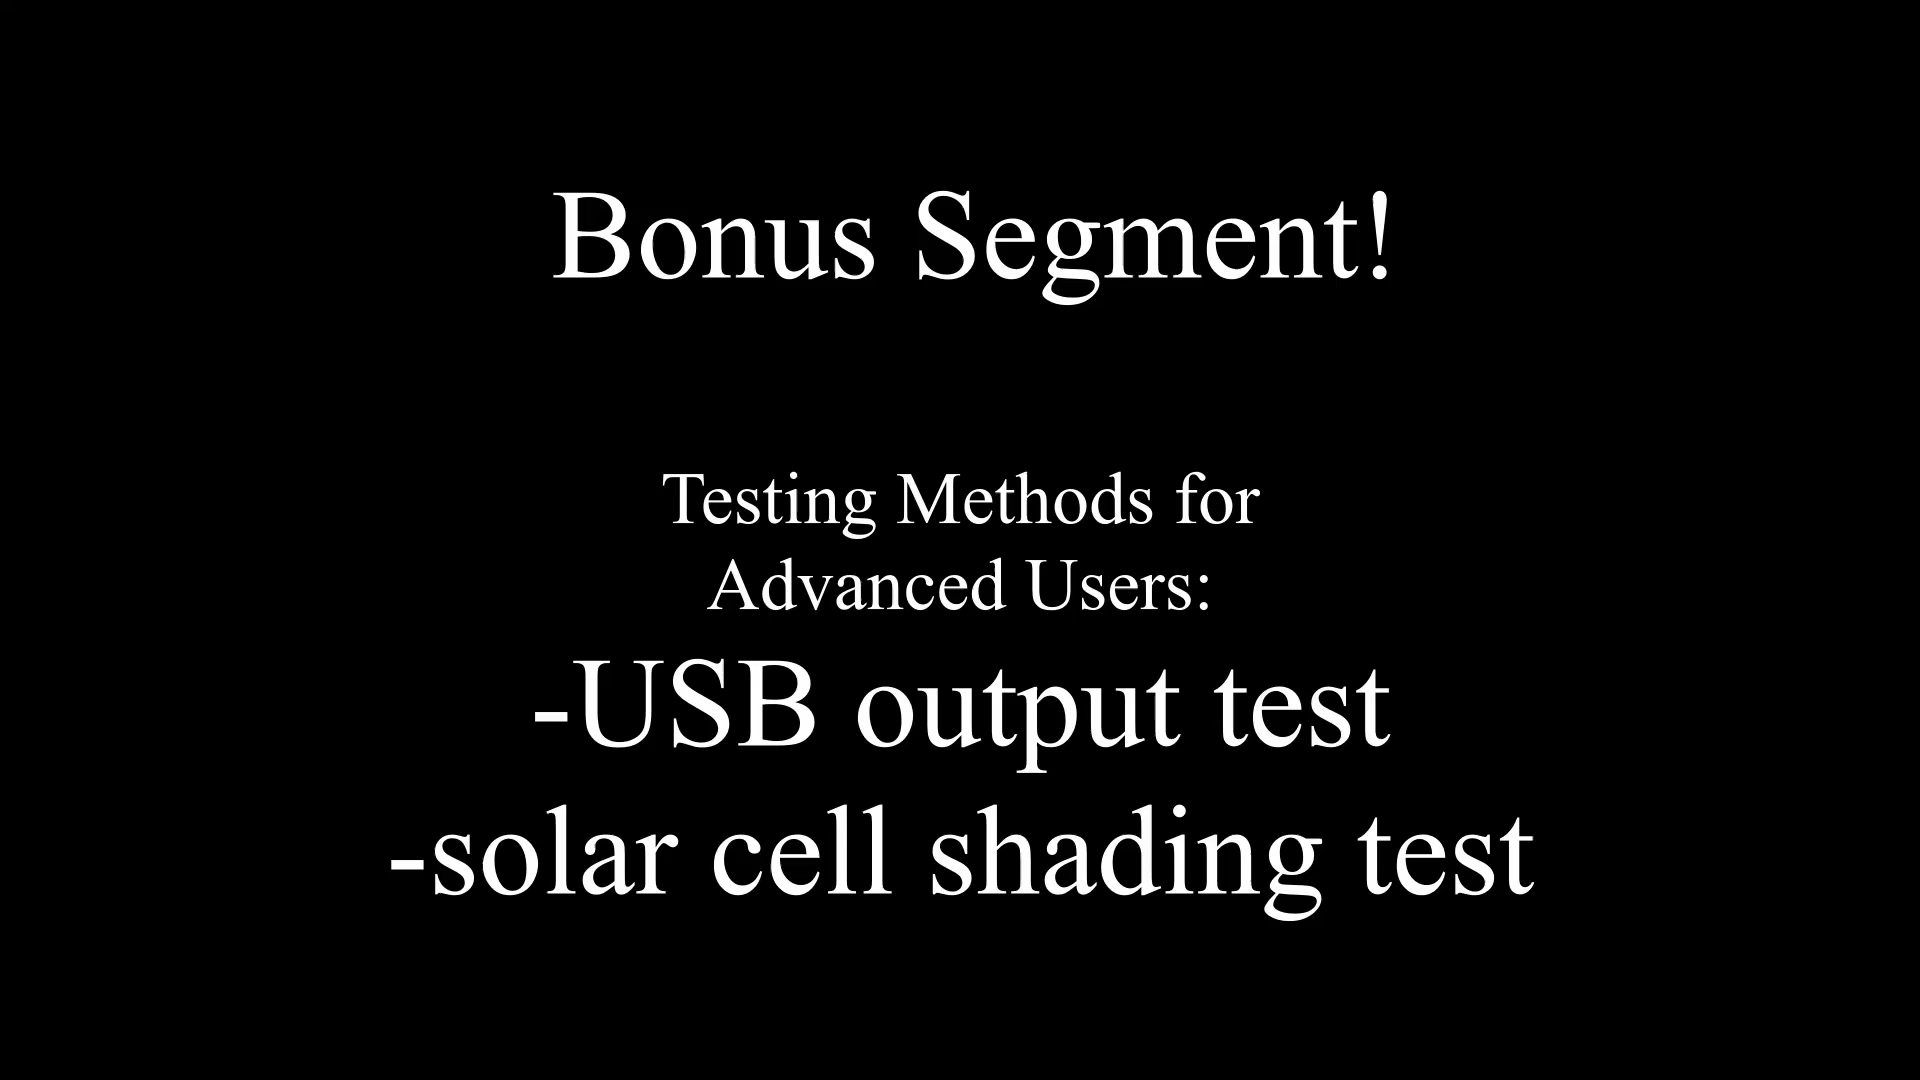 Bonus Segment!
Testing Methods for
Advanced Users:
-USB output test
-solar cell shading test